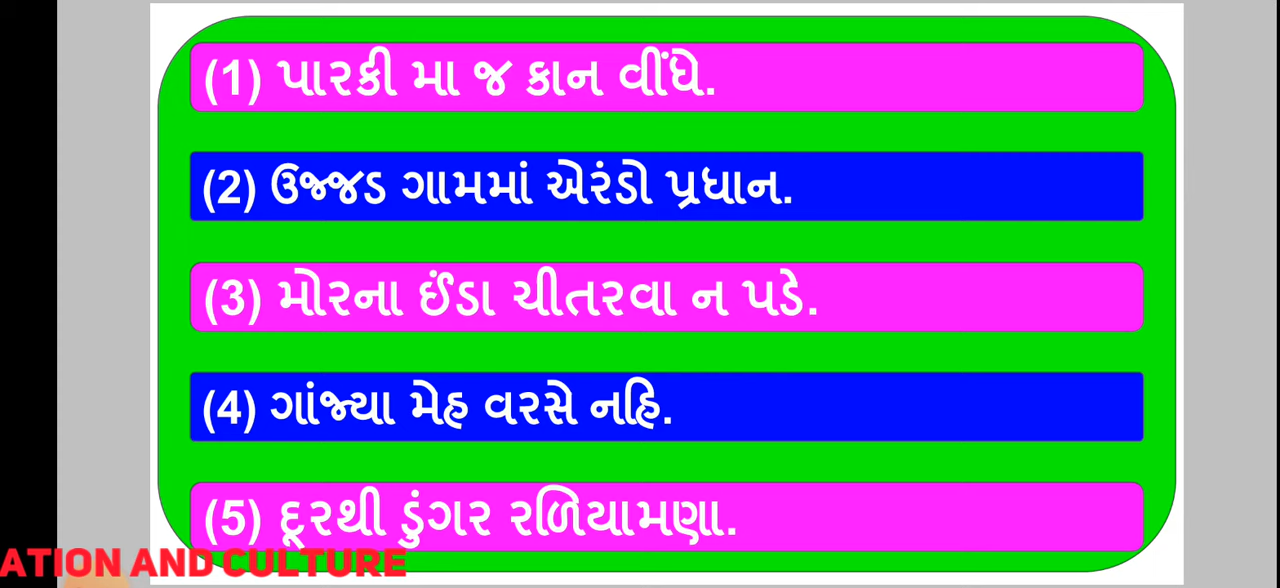 (1) પારકી મા જ કાન વીંધે.
(2) ઉજ્જડ ગામમાં એરંડો પ્રધાન.
(3) મોરના ઈંડા ચીતરવા ન પડે.
(4) ગાંજ્યા મેહ વરસે નહિ.
(5) દૂરથી ડુંગર રળિયામણા.
ATION AND CULTURE